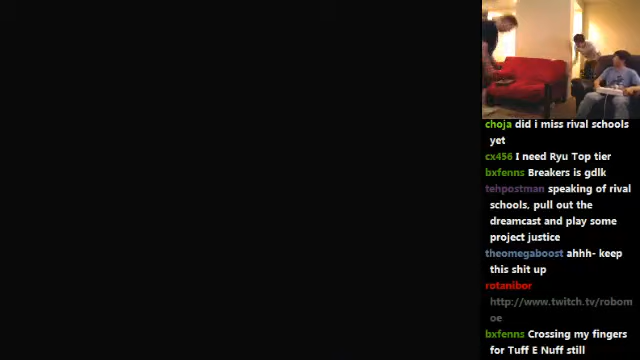 choja did i miss rival schools
yet
cx456 I need Ryu Top tier
bxfenns Breakers is gdlk
tehpostman speaking of rival
schools, pull out the
dreamcast and play some
project justice
theomegaboost ahhh- keep
this shit up
rotanibor
http://www.twitch.tv/robom
oe
bxfenns Crossing my fingers
for Tuff E Nuff still